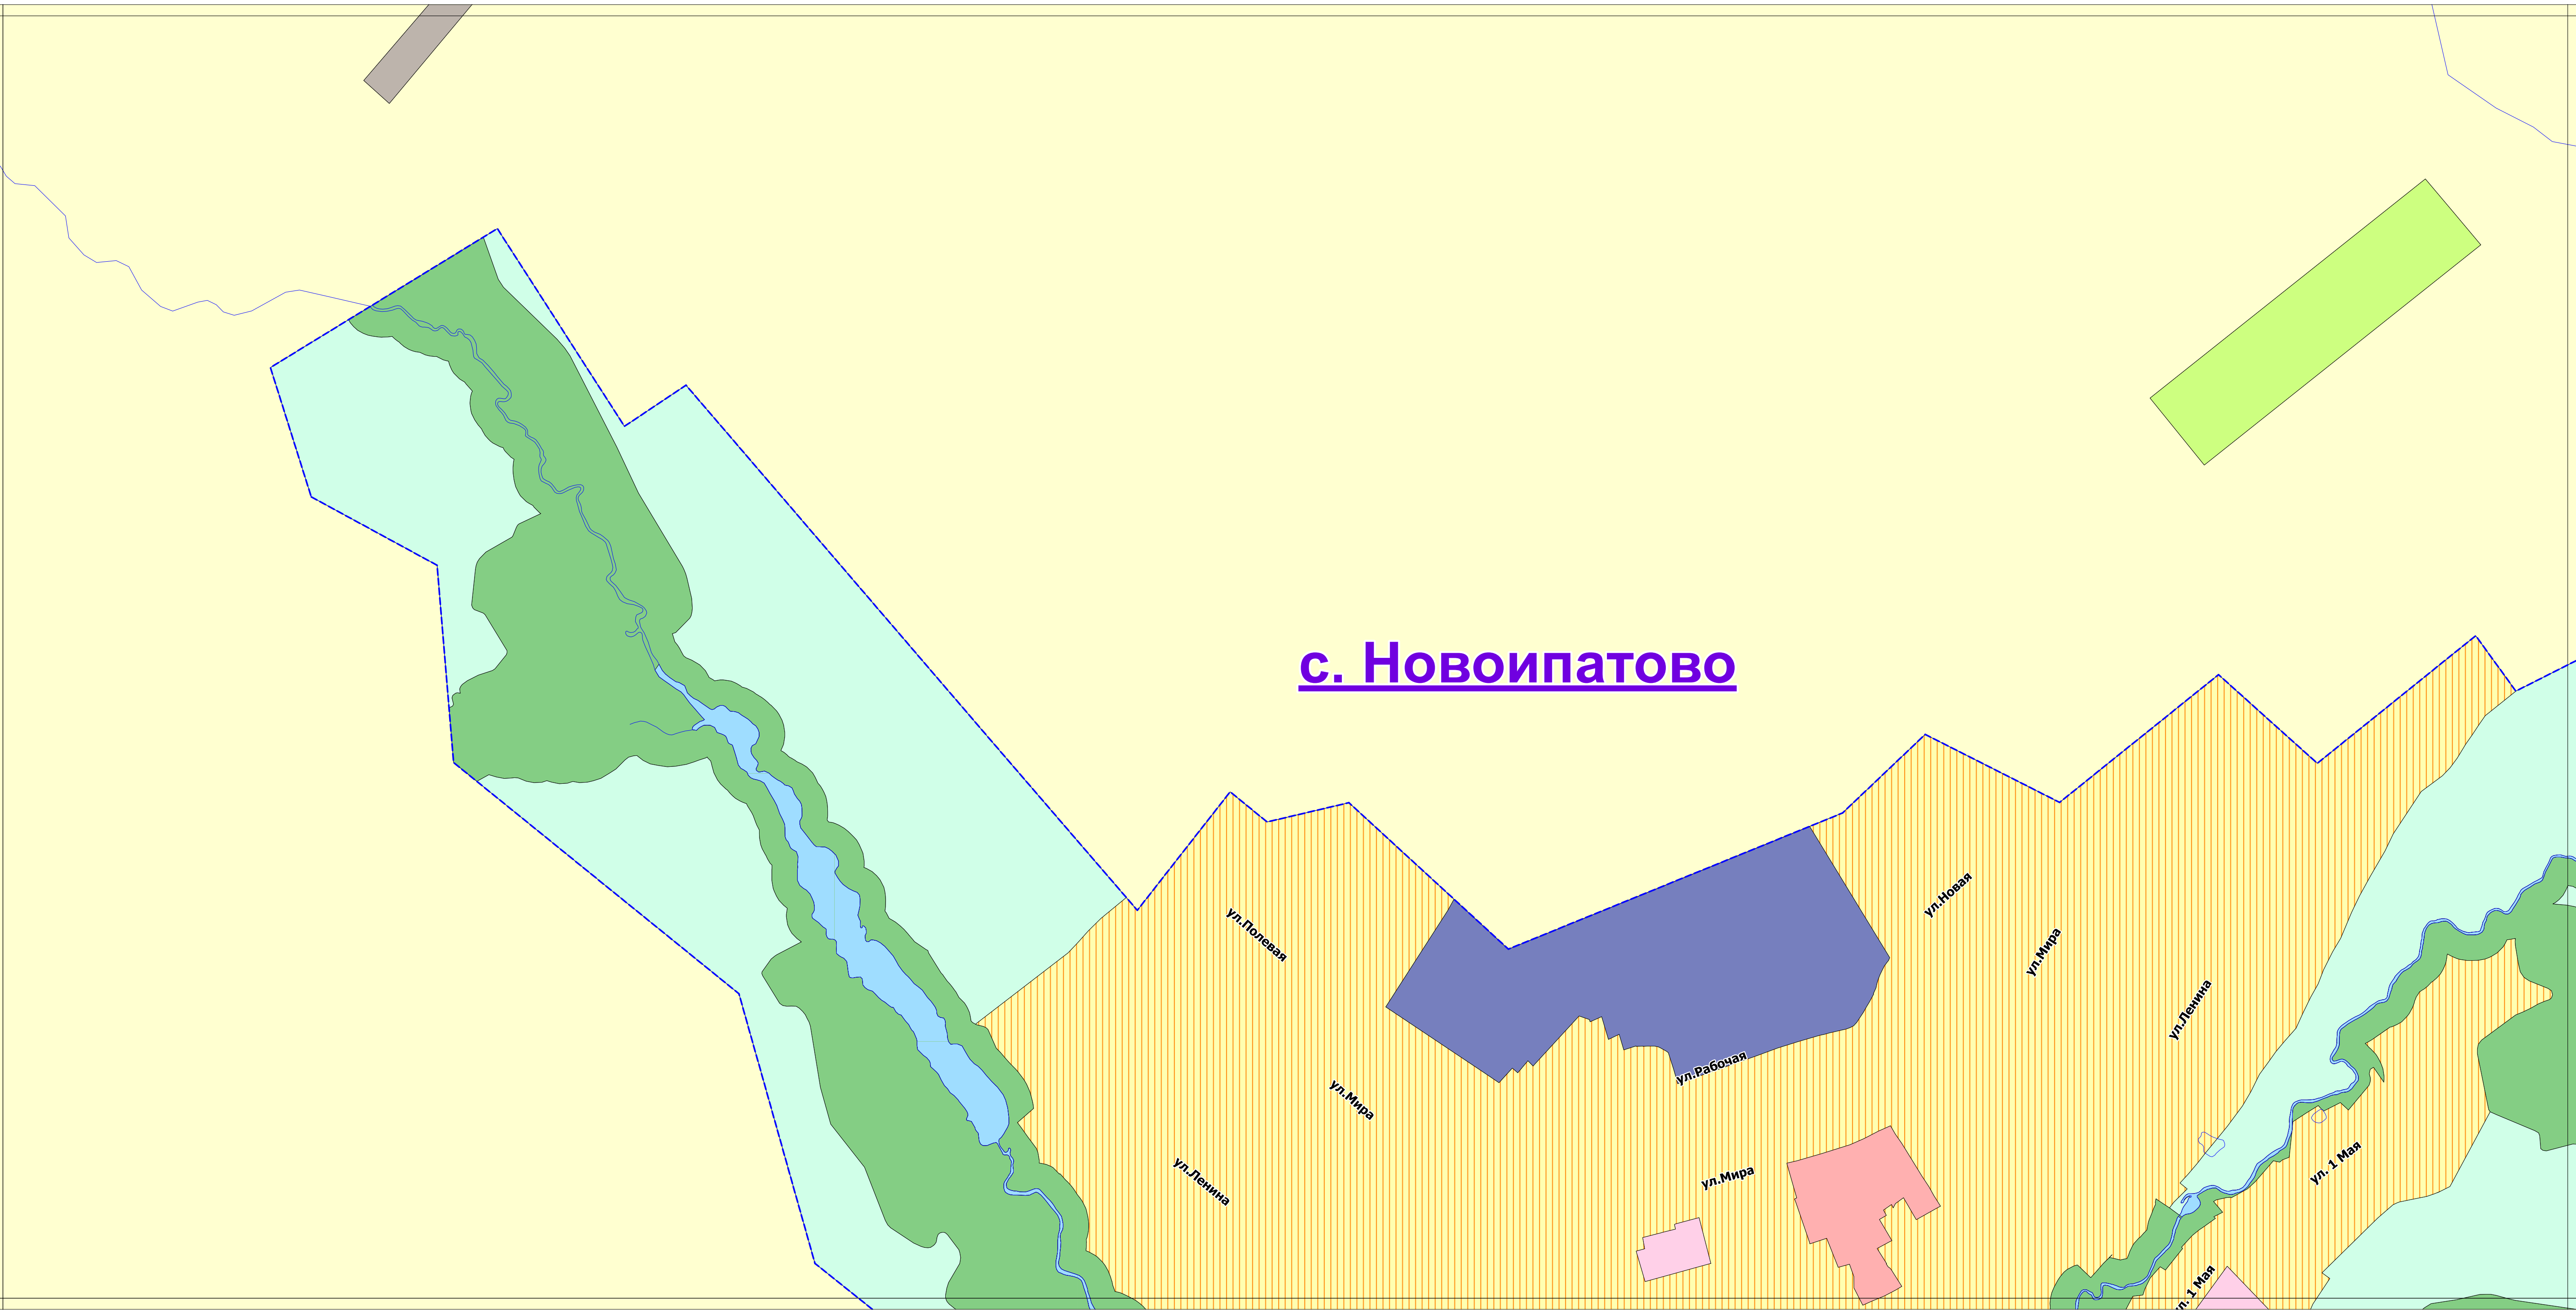 с. Новоипатово
ул.Полевая
ул.Новая
ул.Мира
ул.Ленина
ул.Рабочая
ул.Мира
ул.Ленина
ул.Мира
ул. 1 Мая
ул. 1 Мая